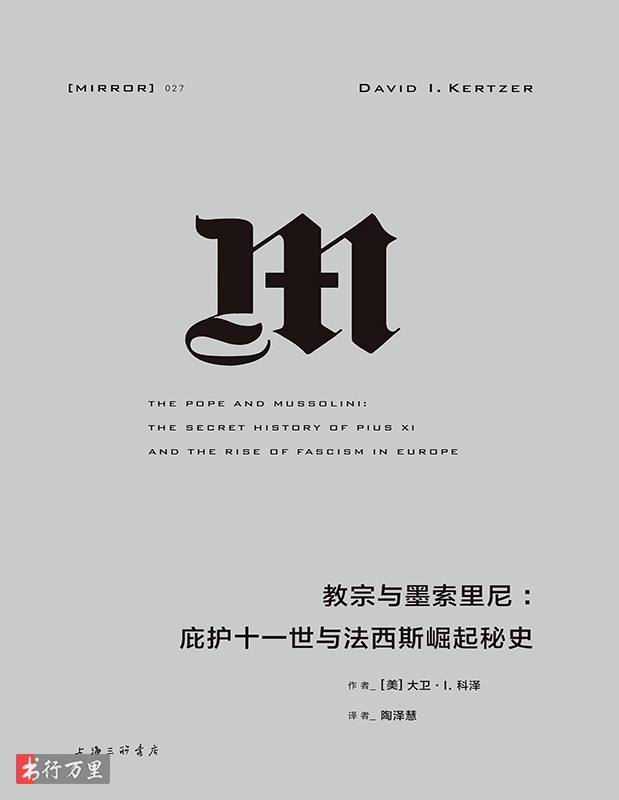 [MIRROR] 027
DAVID I. KERTZER
M
THE POPE AND MUSSOLINI:
THE SECRET HISTORY OF PIUS XI
AND THE RISE OF FASCISM IN EUROPE
教宗与墨索里尼：
庇护十一世与法西斯崛起秘史
作者_ [美] 大卫·I. 科泽
译者_ 陶泽慧
上海三联书店
书行万里